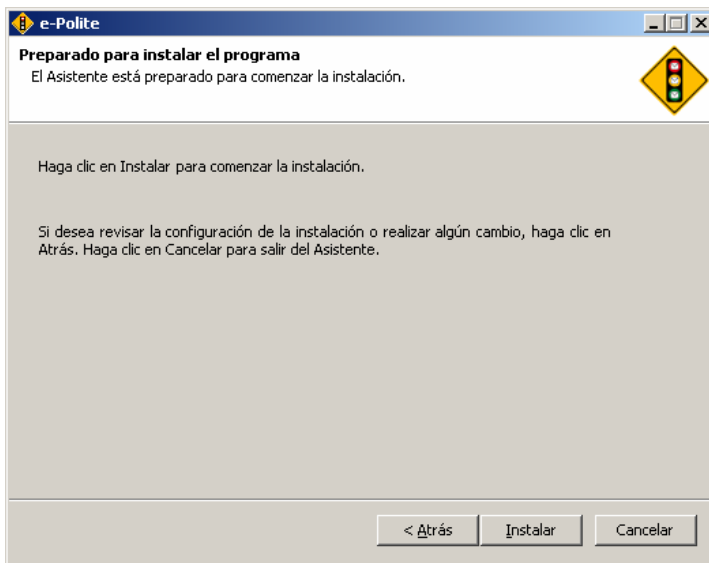 e-Polite
Preparado para instalar el programa
El Asistente está preparado para comenzar la instalación.
Haga clic en Instalar para comenzar la instalación.
Si desea revisar la configuración de la instalación o realizar algún cambio, haga clic en
Atrás. Haga clic en Cancelar para salir del Asistente.
< Atrás Instalar Cancelar